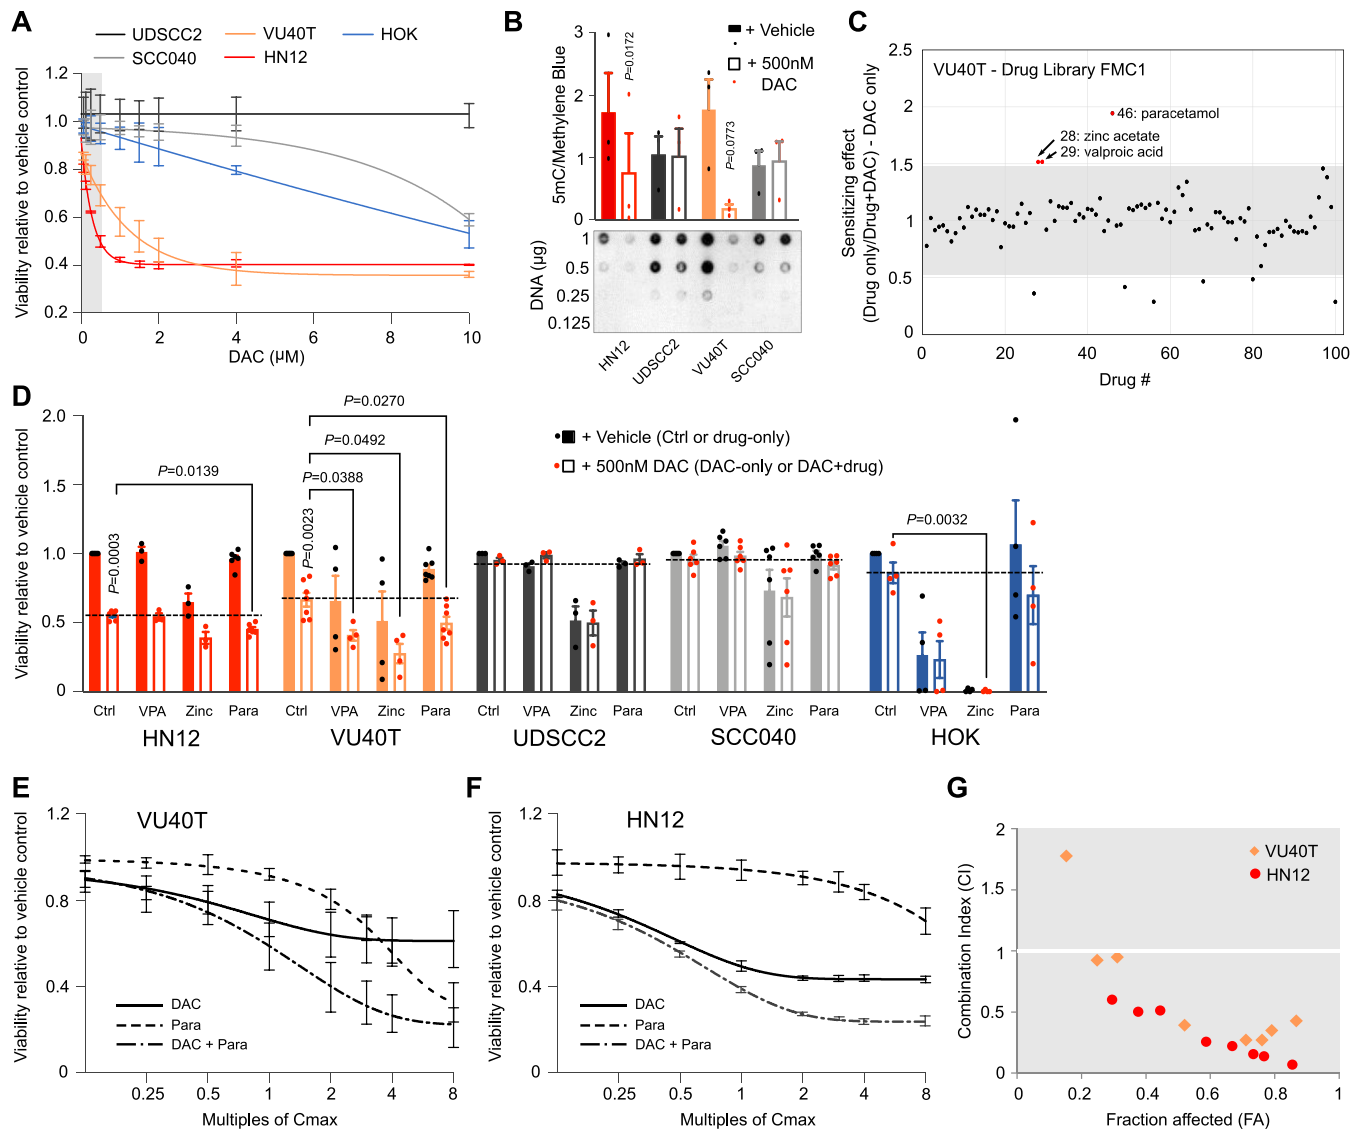 A
UDSCC2
SCC040
VU40T
HN12
HOK
Viability relative to vehicle control
1.2
1.0
0.8
0.6
0.4
0.2
0
2
4
6
8
10
DAC (µM)
B
+ Vehicle
+ 500nM
DAC
5mC/Methylene Blue
3
2
1
0
P=0.0172
P=0.0773
DNA (µg)
1
0.5
0.25
0.125
HN12
UDSCC2
VU40T
SCC040
C
VU40T - Drug Library FMC1
46: paracetamol
28: zinc acetate
29: valproic acid
Sensitizing effect
(Drug only/Drug+DAC) - DAC only
2.5
2
1.5
1
0.5
0
0
20
40
60
80
100
Drug #
D
Viability relative to vehicle control
2.0
1.5
1.0
0.5
0
+ Vehicle (Ctrl or drug-only)
+ 500nM DAC (DAC-only or DAC+drug)
P=0.0003
P=0.0139
P=0.0023
P=0.0388
P=0.0492
P=0.0270
P=0.0032
Ctrl VPA Zinc Para
HN12
Ctrl VPA Zinc Para
VU40T
Ctrl VPA Zinc Para
UDSCC2
Ctrl VPA Zinc Para
SCC040
Ctrl VPA Zinc Para
HOK
E
VU40T
Viability relative to vehicle control
1.2
0.8
0.4
0
DAC
Para
DAC + Para
0.25
0.5
1
2
4
8
Multiples of Cmax
F
HN12
Viability relative to vehicle control
1.2
0.8
0.4
0
DAC
Para
DAC + Para
0.25
0.5
1
2
4
8
Multiples of Cmax
G
VU40T
HN12
Combination Index (CI)
2
1.5
1
0.5
0
0
0.2
0.4
0.6
0.8
1
Fraction affected (FA)